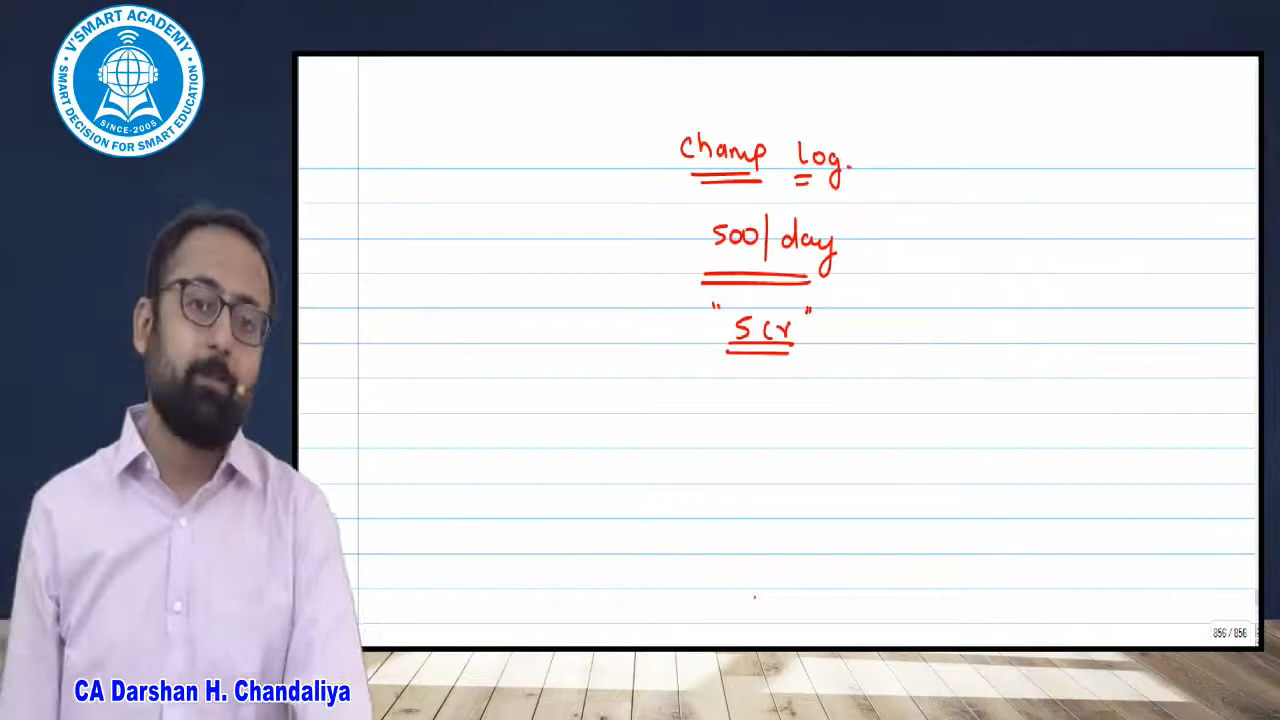 V'SMART ACADEMY
SMART DECISION FOR SMART EDUCATION
SINCE-2005
Champ log.
500/day
"5 Cr"
856 / 856
CA Darshan H. Chandaliya